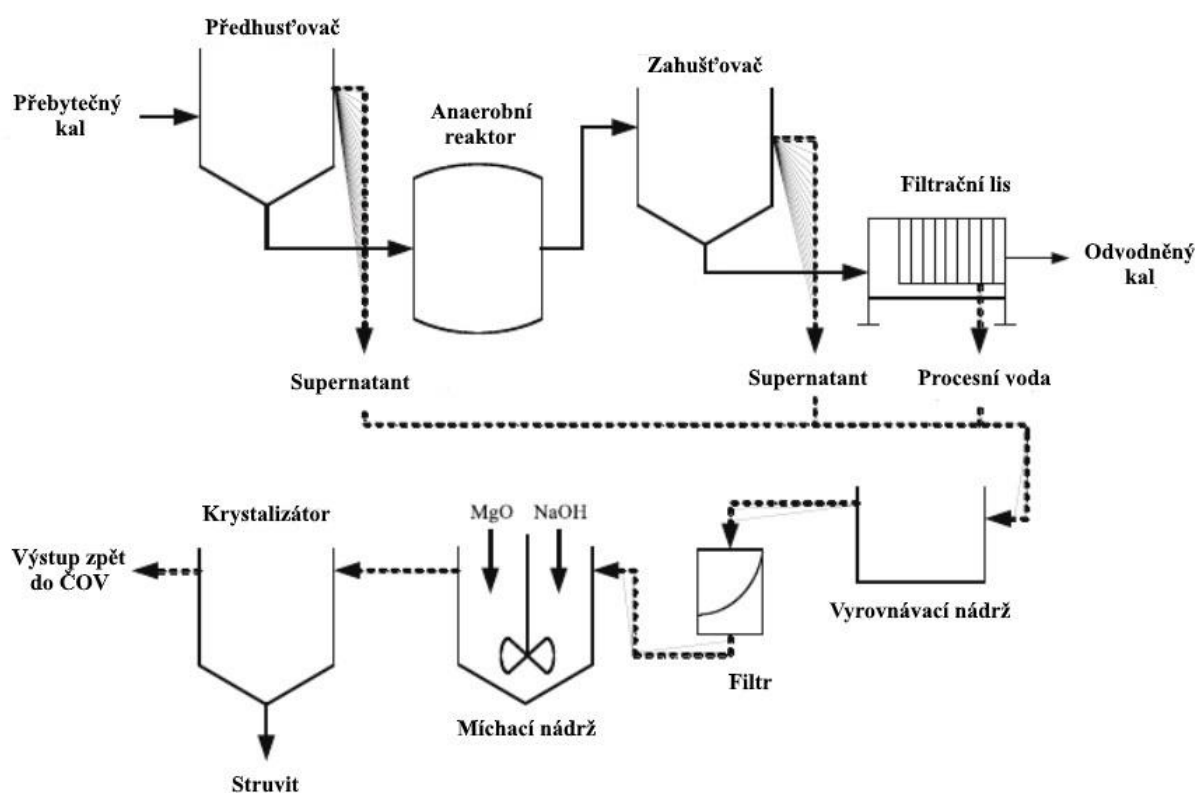 Předhusťovač
Zahušťovač
Přebytečný
kal
Anaerobní
reaktor
Filtrační lis
Odvodněný
kal
Supernatant
Supernatant
Procesní voda
Krystalizátor
MgO
NaOH
Výstup zpět
do ČOV
Vyrovnávací nádrž
Filtr
Míchací nádrž
Struvit